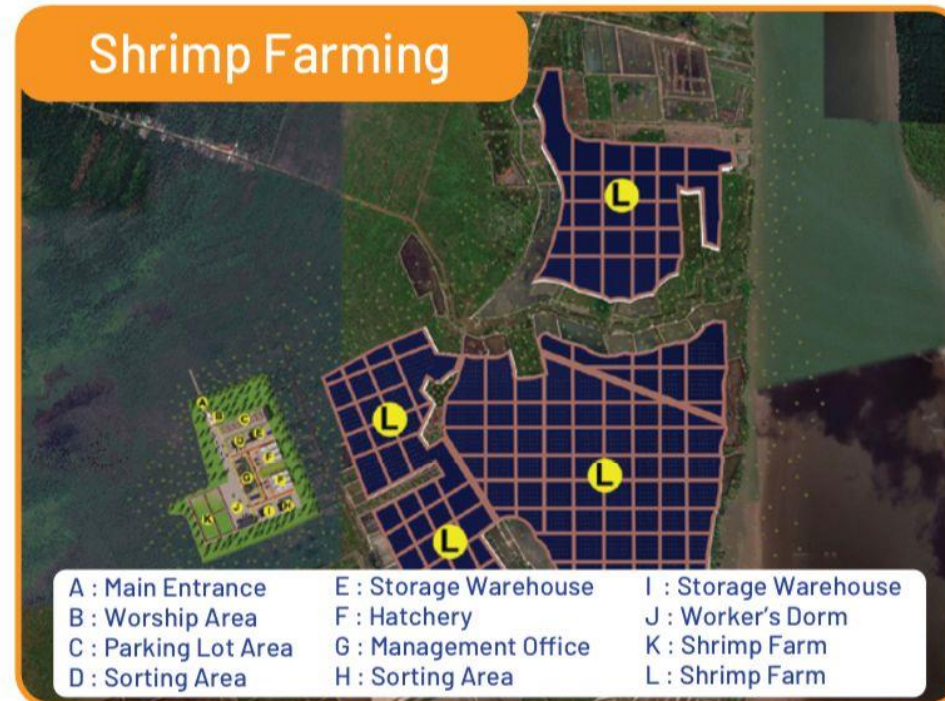 Shrimp Farming
L
L
L
L
A
B
C
E
D
F
G
F
K
J
I
H
A : Main Entrance
B : Worship Area
C : Parking Lot Area
D : Sorting Area
E : Storage Warehouse
F : Hatchery
G : Management Office
H : Sorting Area
I : Storage Warehouse
J : Worker's Dorm
K : Shrimp Farm
L : Shrimp Farm